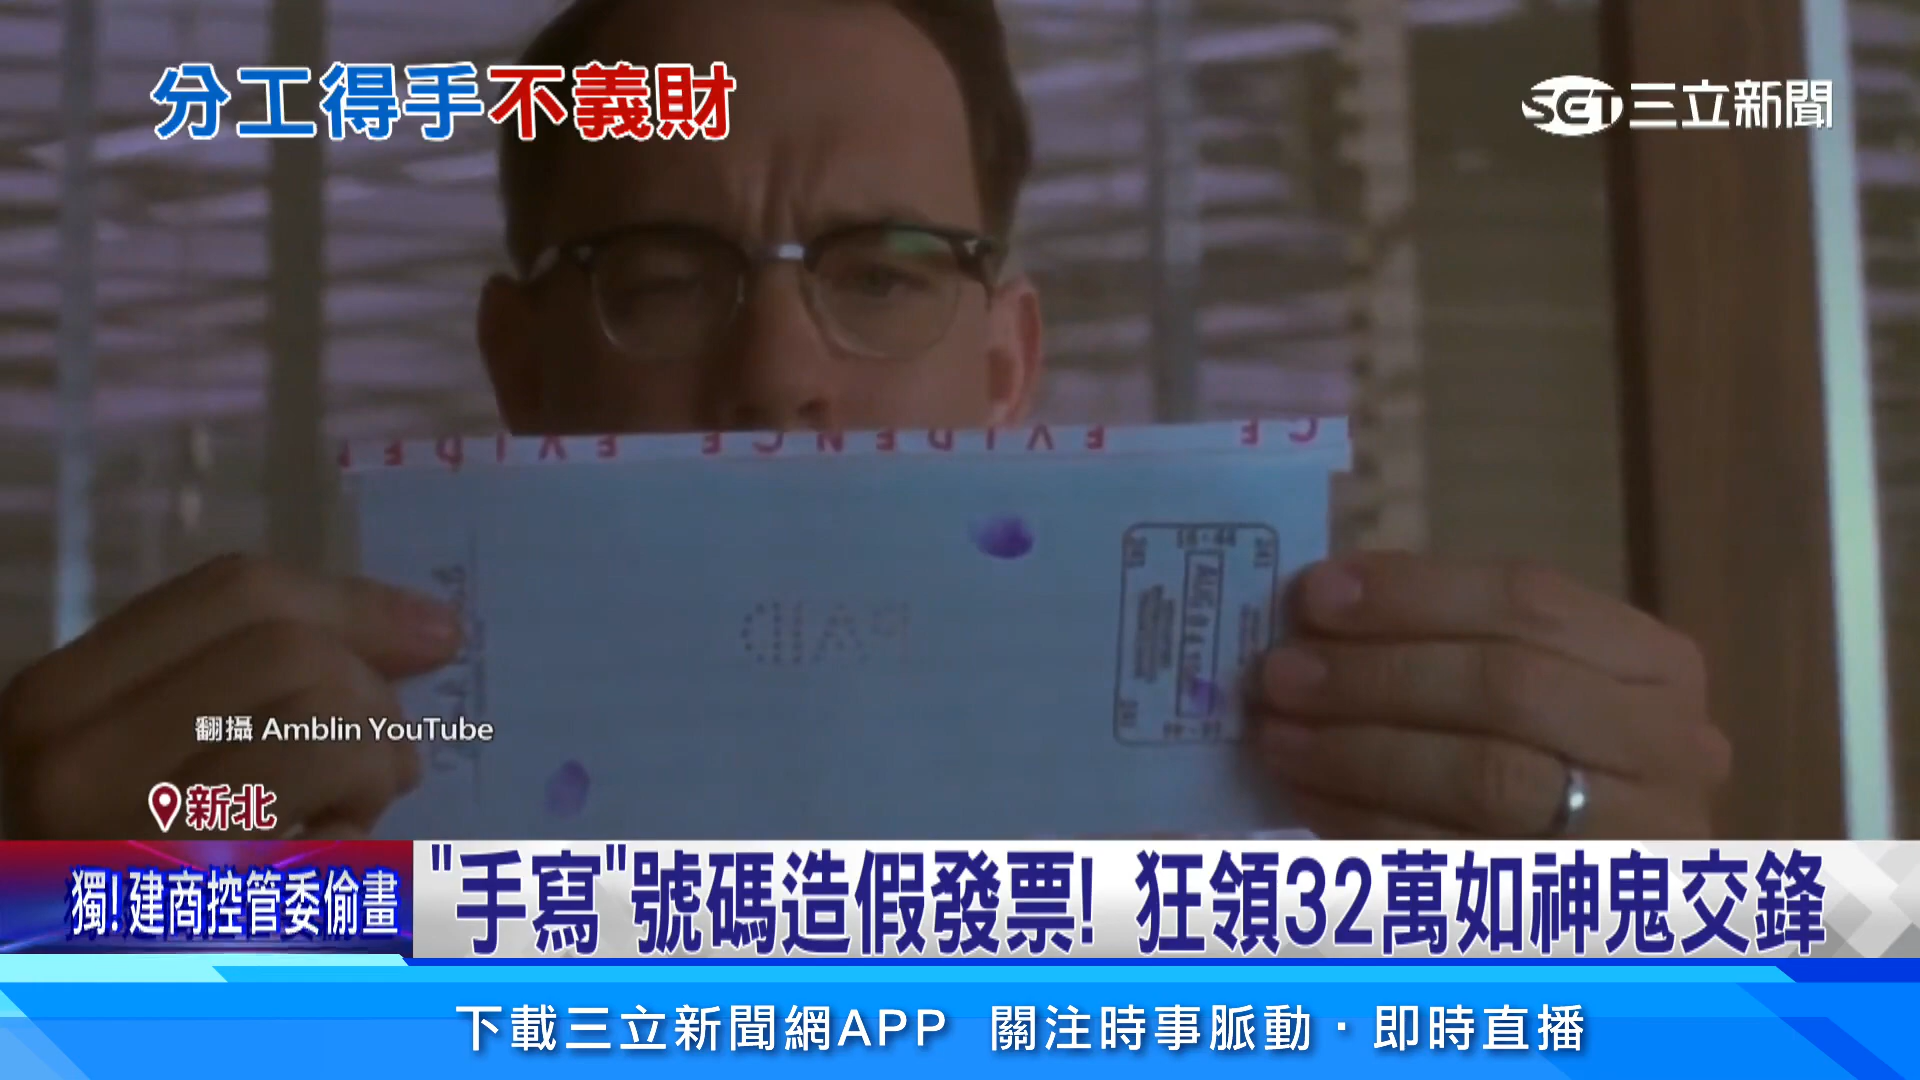 分工得手不義財
SET三立新聞
EVIDENCE EVIDEN
CE
PAID
翻攝 Amblin YouTube
新北
獨!建商控管委偷畫
"手寫"號碼造假發票! 狂領32萬如神鬼交鋒
下載三立新聞網APP 關注時事脈動·即時直播